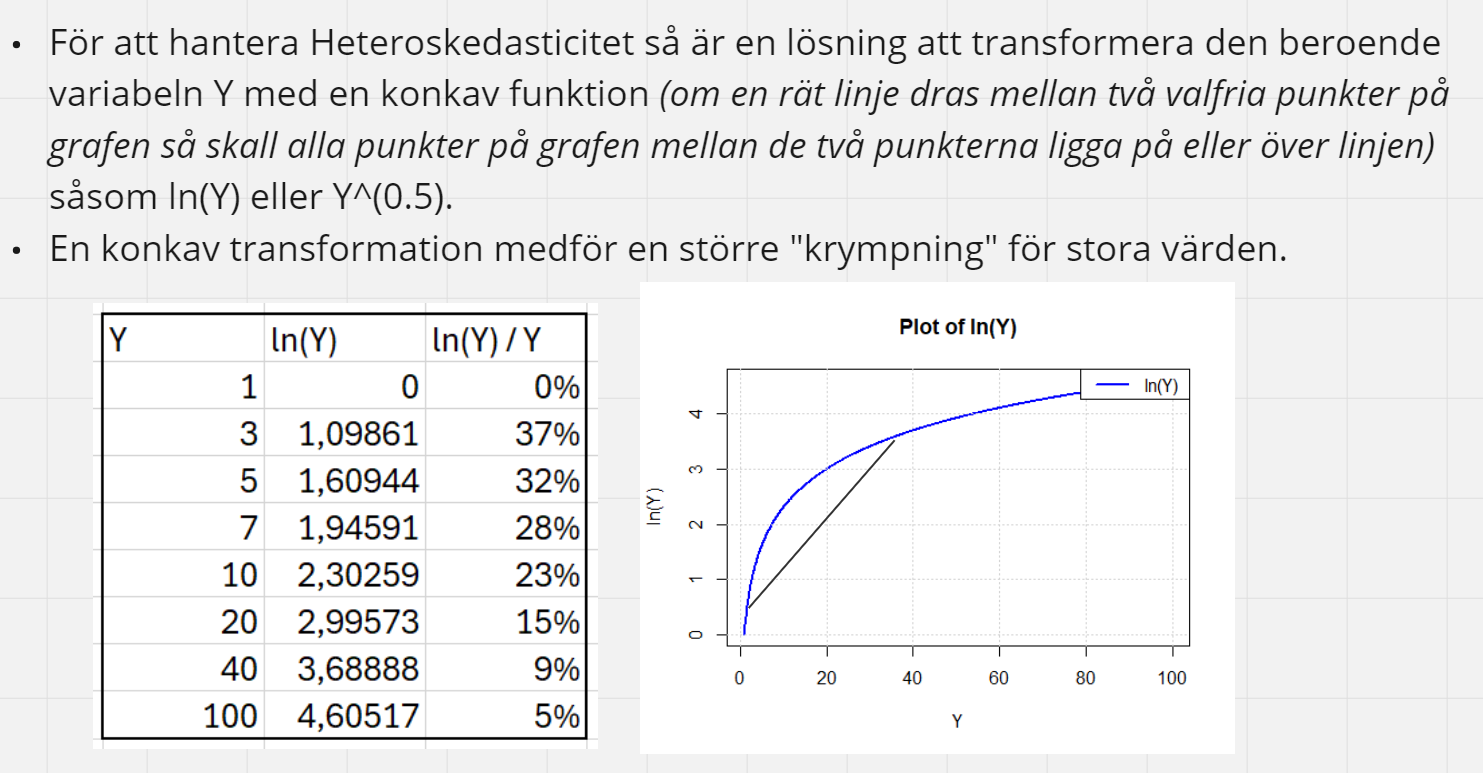 • För att hantera Heteroskedasticitet så är en lösning att transformera den beroende
variabeln Y med en konkav funktion (om en rät linje dras mellan två valfria punkter på
grafen så skall alla punkter på grafen mellan de två punkterna ligga på eller över linjen)
såsom ln(Y) eller Y^(0.5).
• En konkav transformation medför en större "krympning" för stora värden.
Y ln(Y) ln(Y) / Y
1 0 0%
3 1,09861 37%
5 1,60944 32%
7 1,94591 28%
10 2,30259 23%
20 2,99573 15%
40 3,68888 9%
100 4,60517 5%
Plot of ln(Y)
ln(Y)
ln(Y)
4
3
2
1
0
0 20 40 60 80 100
Y